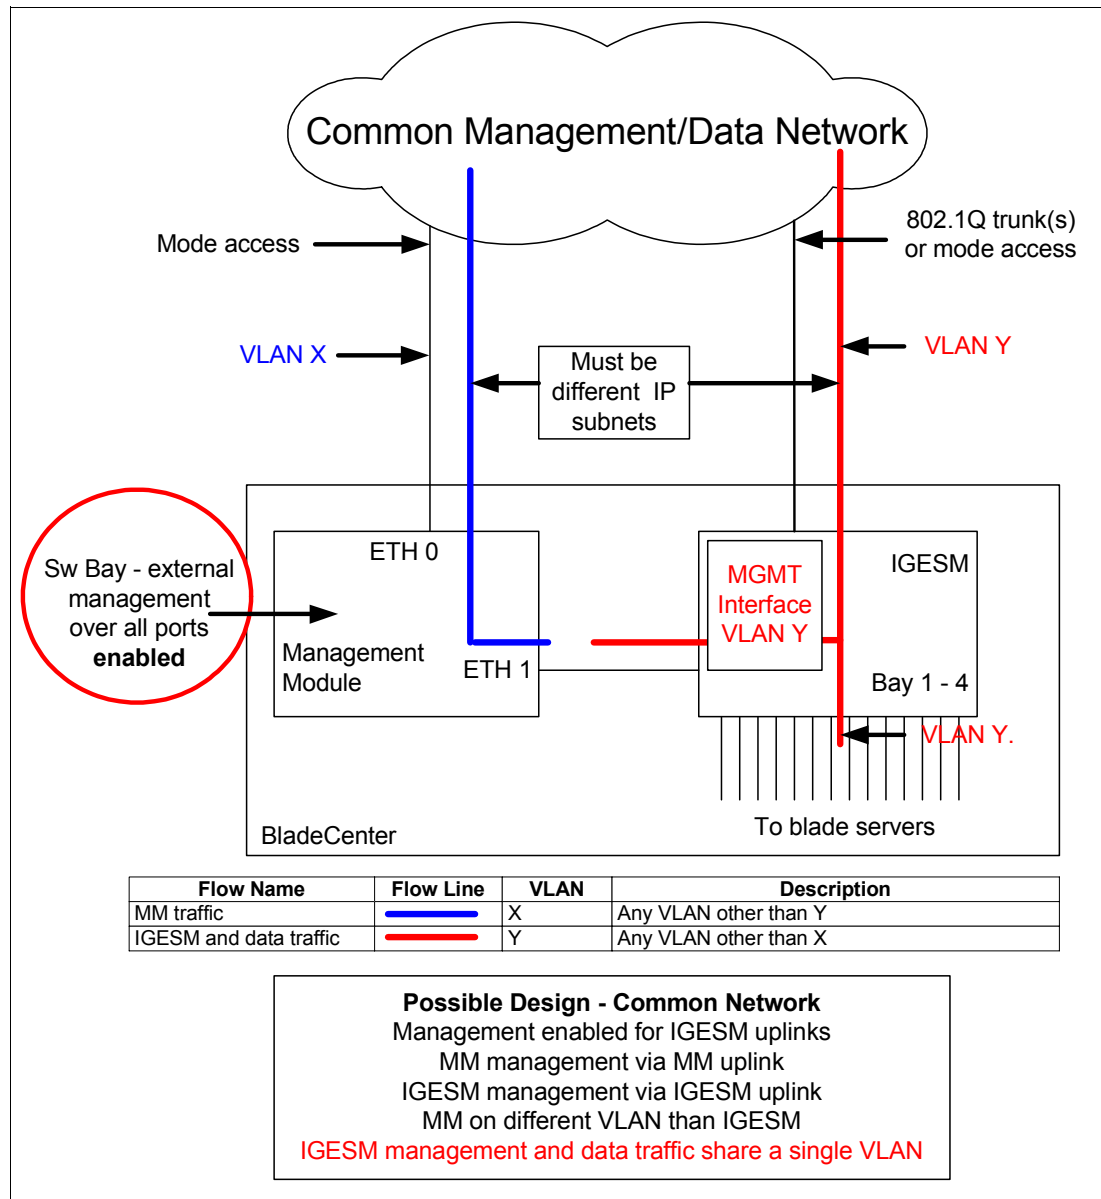 Common Management/Data Network
Mode access
802.1Q trunk(s)
or mode access
VLAN X
Must be
different IP
subnets
VLAN Y
Sw Bay - external
management
over all ports
enabled
ETH 0
Management
Module
ETH 1
MGMT
Interface
VLAN Y
IGESM
Bay 1 - 4
VLAN Y.
To blade servers
BladeCenter
Flow Name Flow Line VLAN Description
MM traffic X Any VLAN other than Y
IGESM and data traffic Y Any VLAN other than X
Possible Design - Common Network
Management enabled for IGESM uplinks
MM management via MM uplink
IGESM management via IGESM uplink
MM on different VLAN than IGESM
IGESM management and data traffic share a single VLAN